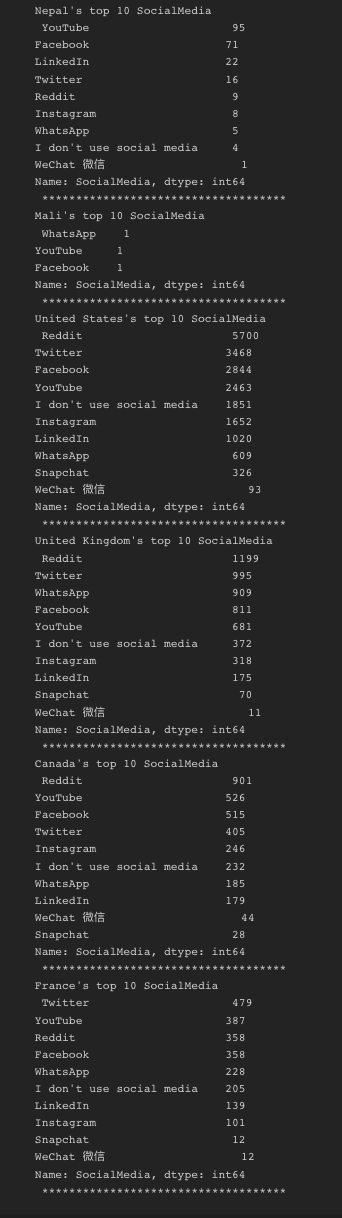 Nepal's top 10 SocialMedia
 YouTube                     95
Facebook                    71
LinkedIn                    22
Twitter                     16
Reddit                       9
Instagram                    8
WhatsApp                     5
I don't use social media     4
WeChat 微信                    1
Name: SocialMedia, dtype: int64
 ************************************
Mali's top 10 SocialMedia
 WhatsApp    1
YouTube     1
Facebook    1
Name: SocialMedia, dtype: int64
 ************************************
United States's top 10 SocialMedia
 Reddit                      5700
Twitter                     3468
Facebook                    2844
YouTube                     2463
I don't use social media    1851
Instagram                   1652
LinkedIn                    1020
WhatsApp                     609
Snapchat                     326
WeChat 微信                     93
Name: SocialMedia, dtype: int64
 ************************************
United Kingdom's top 10 SocialMedia
 Reddit                      1199
Twitter                      995
WhatsApp                     909
Facebook                     811
YouTube                      681
I don't use social media     372
Instagram                    318
LinkedIn                     175
Snapchat                      70
WeChat 微信                     11
Name: SocialMedia, dtype: int64
 ************************************
Canada's top 10 SocialMedia
 Reddit                      901
YouTube                     526
Facebook                    515
Twitter                     405
Instagram                   246
I don't use social media    232
WhatsApp                    185
LinkedIn                    179
WeChat 微信                    44
Snapchat                     28
Name: SocialMedia, dtype: int64
 ************************************
France's top 10 SocialMedia
 Twitter                     479
YouTube                     387
Reddit                      358
Facebook                    358
WhatsApp                    228
I don't use social media    205
LinkedIn                    139
Instagram                   101
Snapchat                     12
WeChat 微信                    12
Name: SocialMedia, dtype: int64
 ************************************